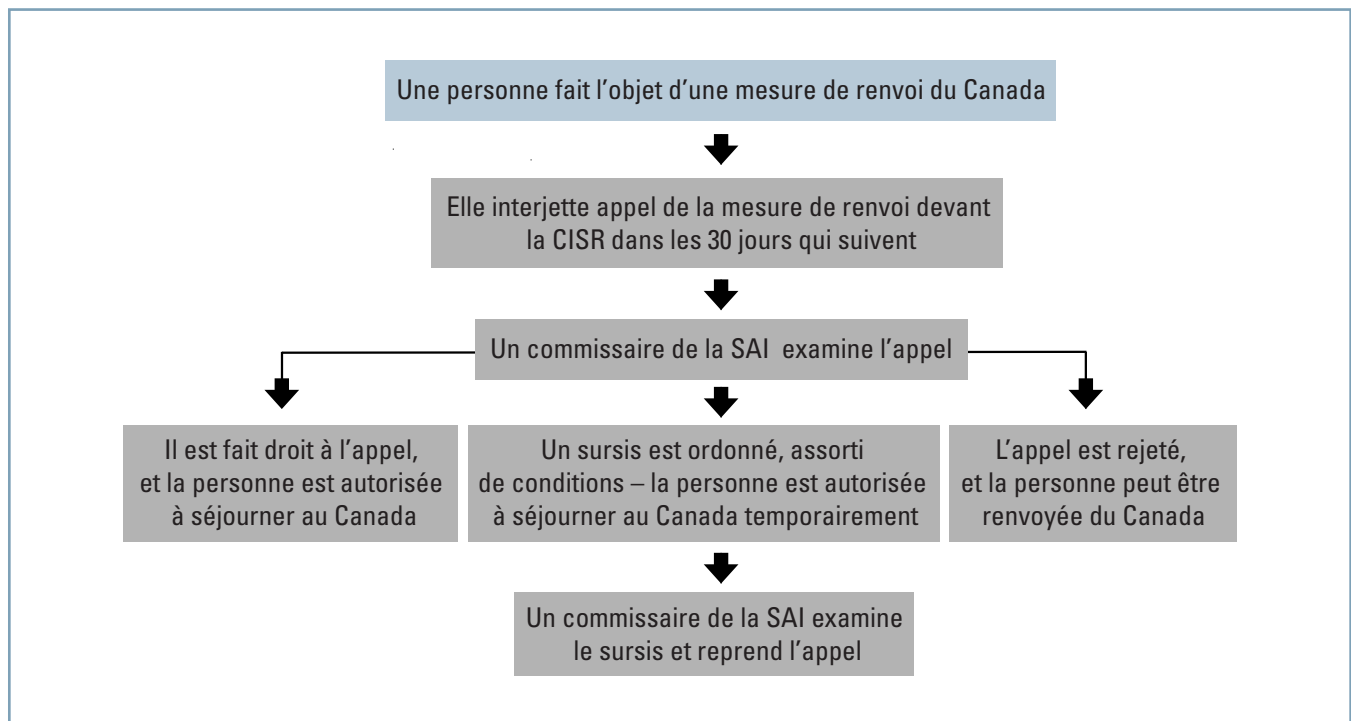 Une personne fait l'objet d'une mesure de renvoi du Canada
Elle interjette appel de la mesure de renvoi devant
la CISR dans les 30 jours qui suivent
Un commissaire de la SAI examine l'appel
Il est fait droit à l'appel,
et la personne est autorisée
à séjourner au Canada
Un sursis est ordonné, assorti
de conditions – la personne est autorisée
à séjourner au Canada temporairement
L'appel est rejeté,
et la personne peut être
renvoyée du Canada
Un commissaire de la SAI examine
le sursis et reprend l'appel